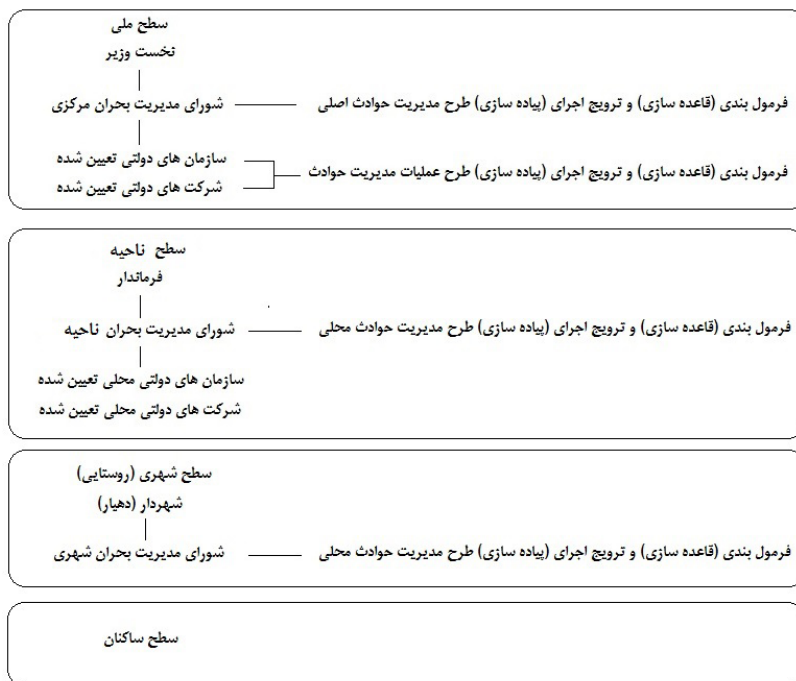 سطح ملی
نخست وزیر
شورای مدیریت بحران مرکزی
فرمول بندی (قاعده سازی) و ترویج اجرای (پیاده سازی) طرح مدیریت حوادث اصلی
سازمان های دولتی تعیین شده
شرکت های دولتی تعیین شده
فرمول بندی (قاعده سازی) و ترویج اجرای (پیاده سازی) طرح عملیات مدیریت حوادث
سطح ناحیه
فرماندار
شورای مدیریت بحران ناحیه
فرمول بندی (قاعده سازی) و ترویج اجرای (پیاده سازی) طرح مدیریت حوادث محلی
سازمان های دولتی محلی تعیین شده
شرکت های دولتی محلی تعیین شده
سطح شهری (روستایی)
شهردار (دهیار)
شورای مدیریت بحران شهری
فرمول بندی (قاعده سازی) و ترویج اجرای (پیاده سازی) طرح مدیریت حوادث محلی
سطح ساکنان